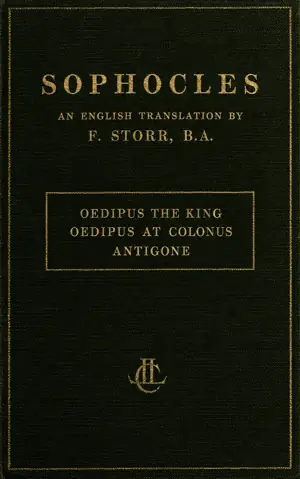 SOPHOCLES
AN ENGLISH TRANSLATION BY
F. STORR, B.A.
OEDIPUS THE KING
OEDIPUS AT COLONUS
ANTIGONE
LCL